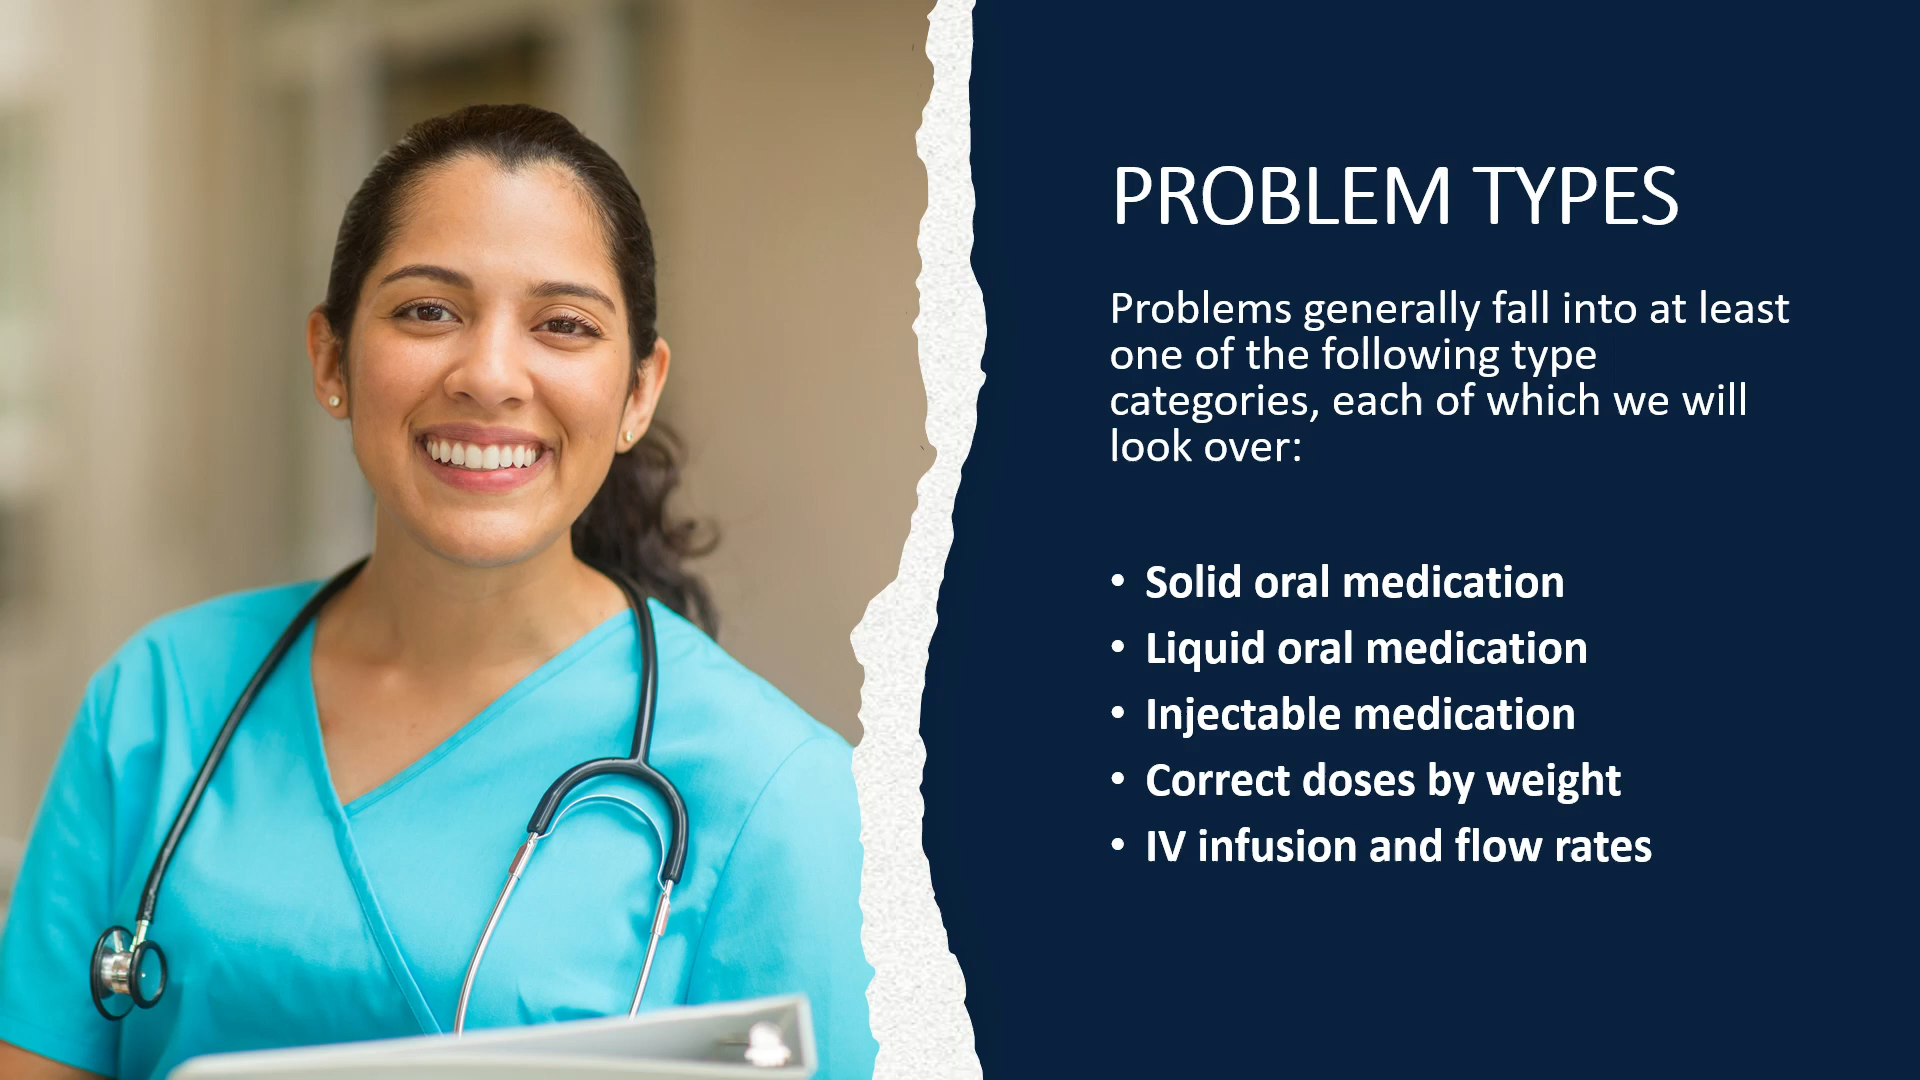 PROBLEM TYPES
Problems generally fall into at least
one of the following type
categories, each of which we will
look over:
• Solid oral medication
• Liquid oral medication
• Injectable medication
• Correct doses by weight
• IV infusion and flow rates